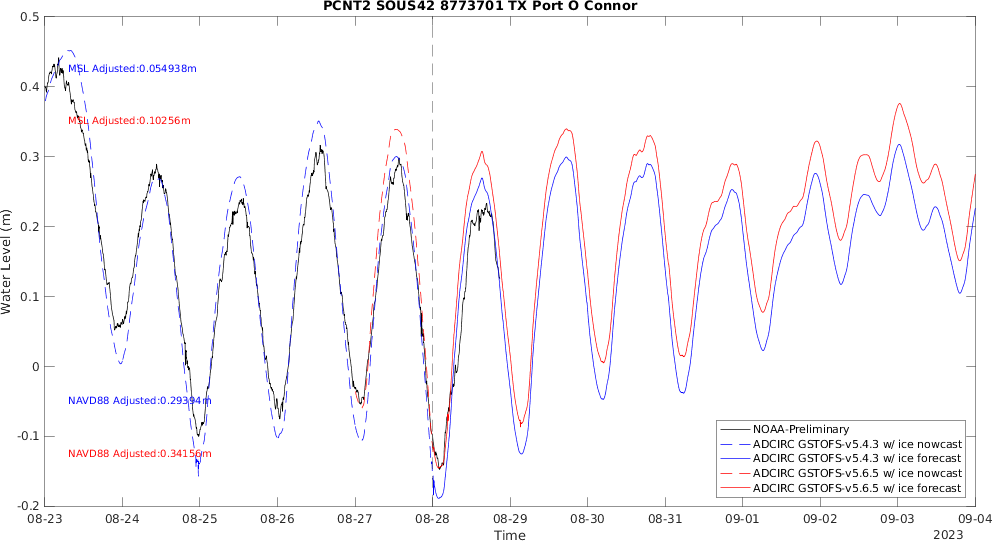 PCNT2 SOUS42 8773701 TX Port O Connor
0.5
0.4
0.3
0.2
0.1
0
-0.1
-0.2
Water Level (m)
MSL Adjusted:0.054938m
MSL Adjusted:0.10256m
NAVD88 Adjusted:0.29394m
NAVD88 Adjusted:0.34156m
NOAA-Preliminary
ADCIRC GSTOFS-v5.4.3 w/ ice nowcast
ADCIRC GSTOFS-v5.4.3 w/ ice forecast
ADCIRC GSTOFS-v5.6.5 w/ ice nowcast
ADCIRC GSTOFS-v5.6.5 w/ ice forecast
08-23 08-24 08-25 08-26 08-27 08-28 08-29 08-30 08-31 09-01 09-02 09-03 09-04
Time
2023